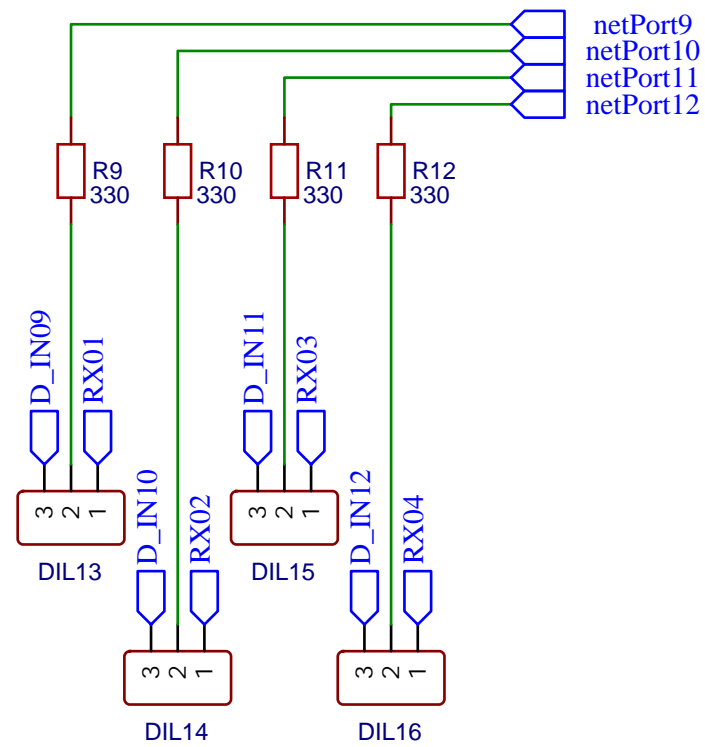 netPort9
netPort10
netPort11
netPort12
R9
330
R10
330
R11
330
R12
330
D_IN09
RX01
D_IN11
RX03
3
2
1
DIL13
3
2
1
DIL15
D_IN10
RX02
D_IN12
RX04
3
2
1
DIL14
3
2
1
DIL16